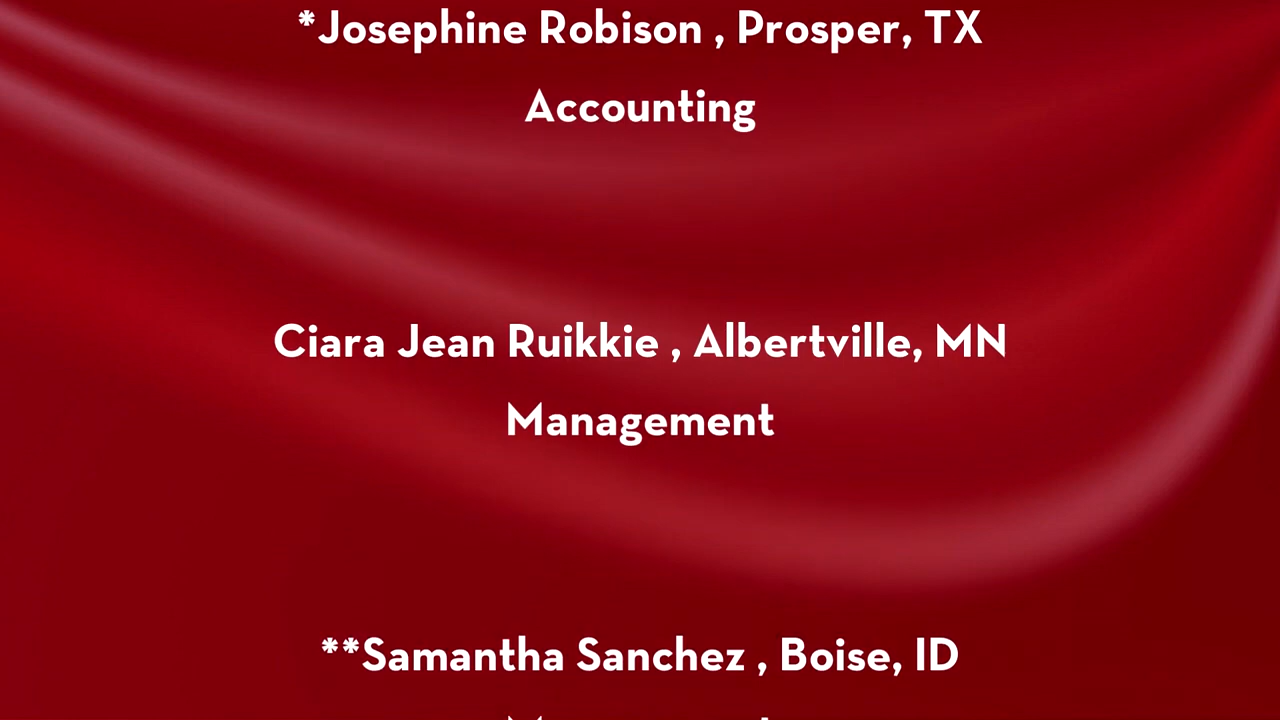 *Josephine Robison , Prosper, TX
Accounting
Ciara Jean Ruikkie , Albertville, MN
Management
**Samantha Sanchez , Boise, ID